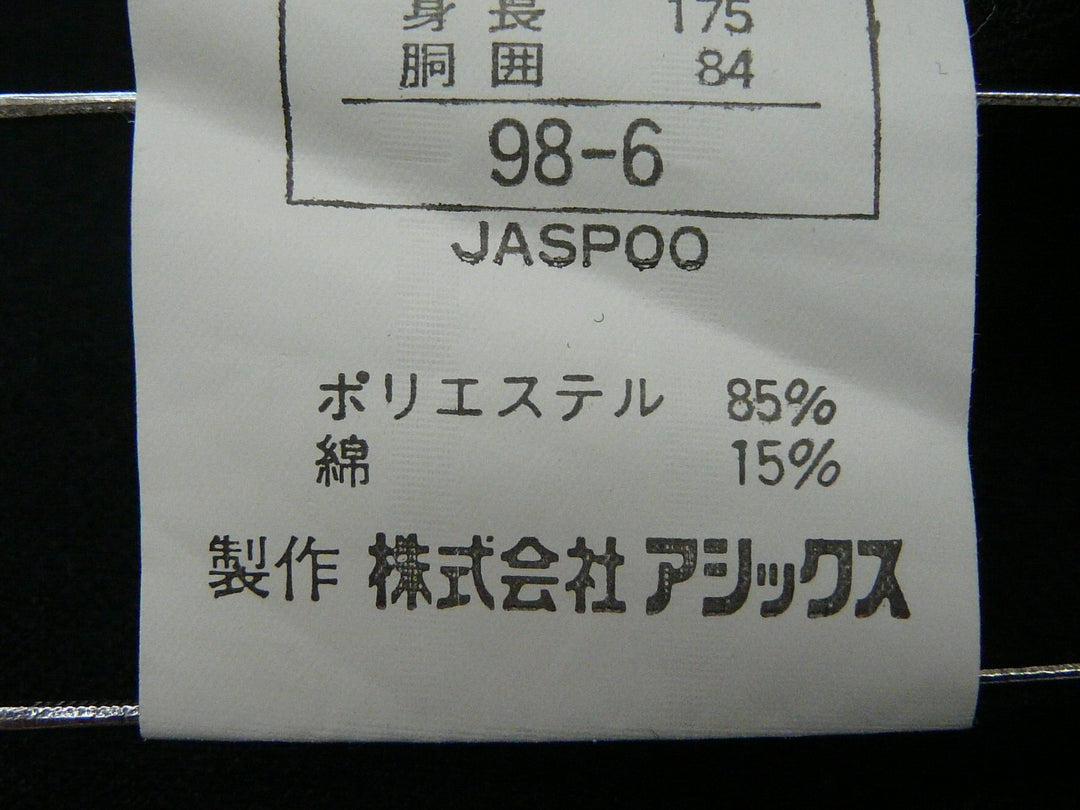 身長 175
胴囲 84
98-6
JASPOO
ポリエステル 85%
綿 15%
製作 株式会社アシックス